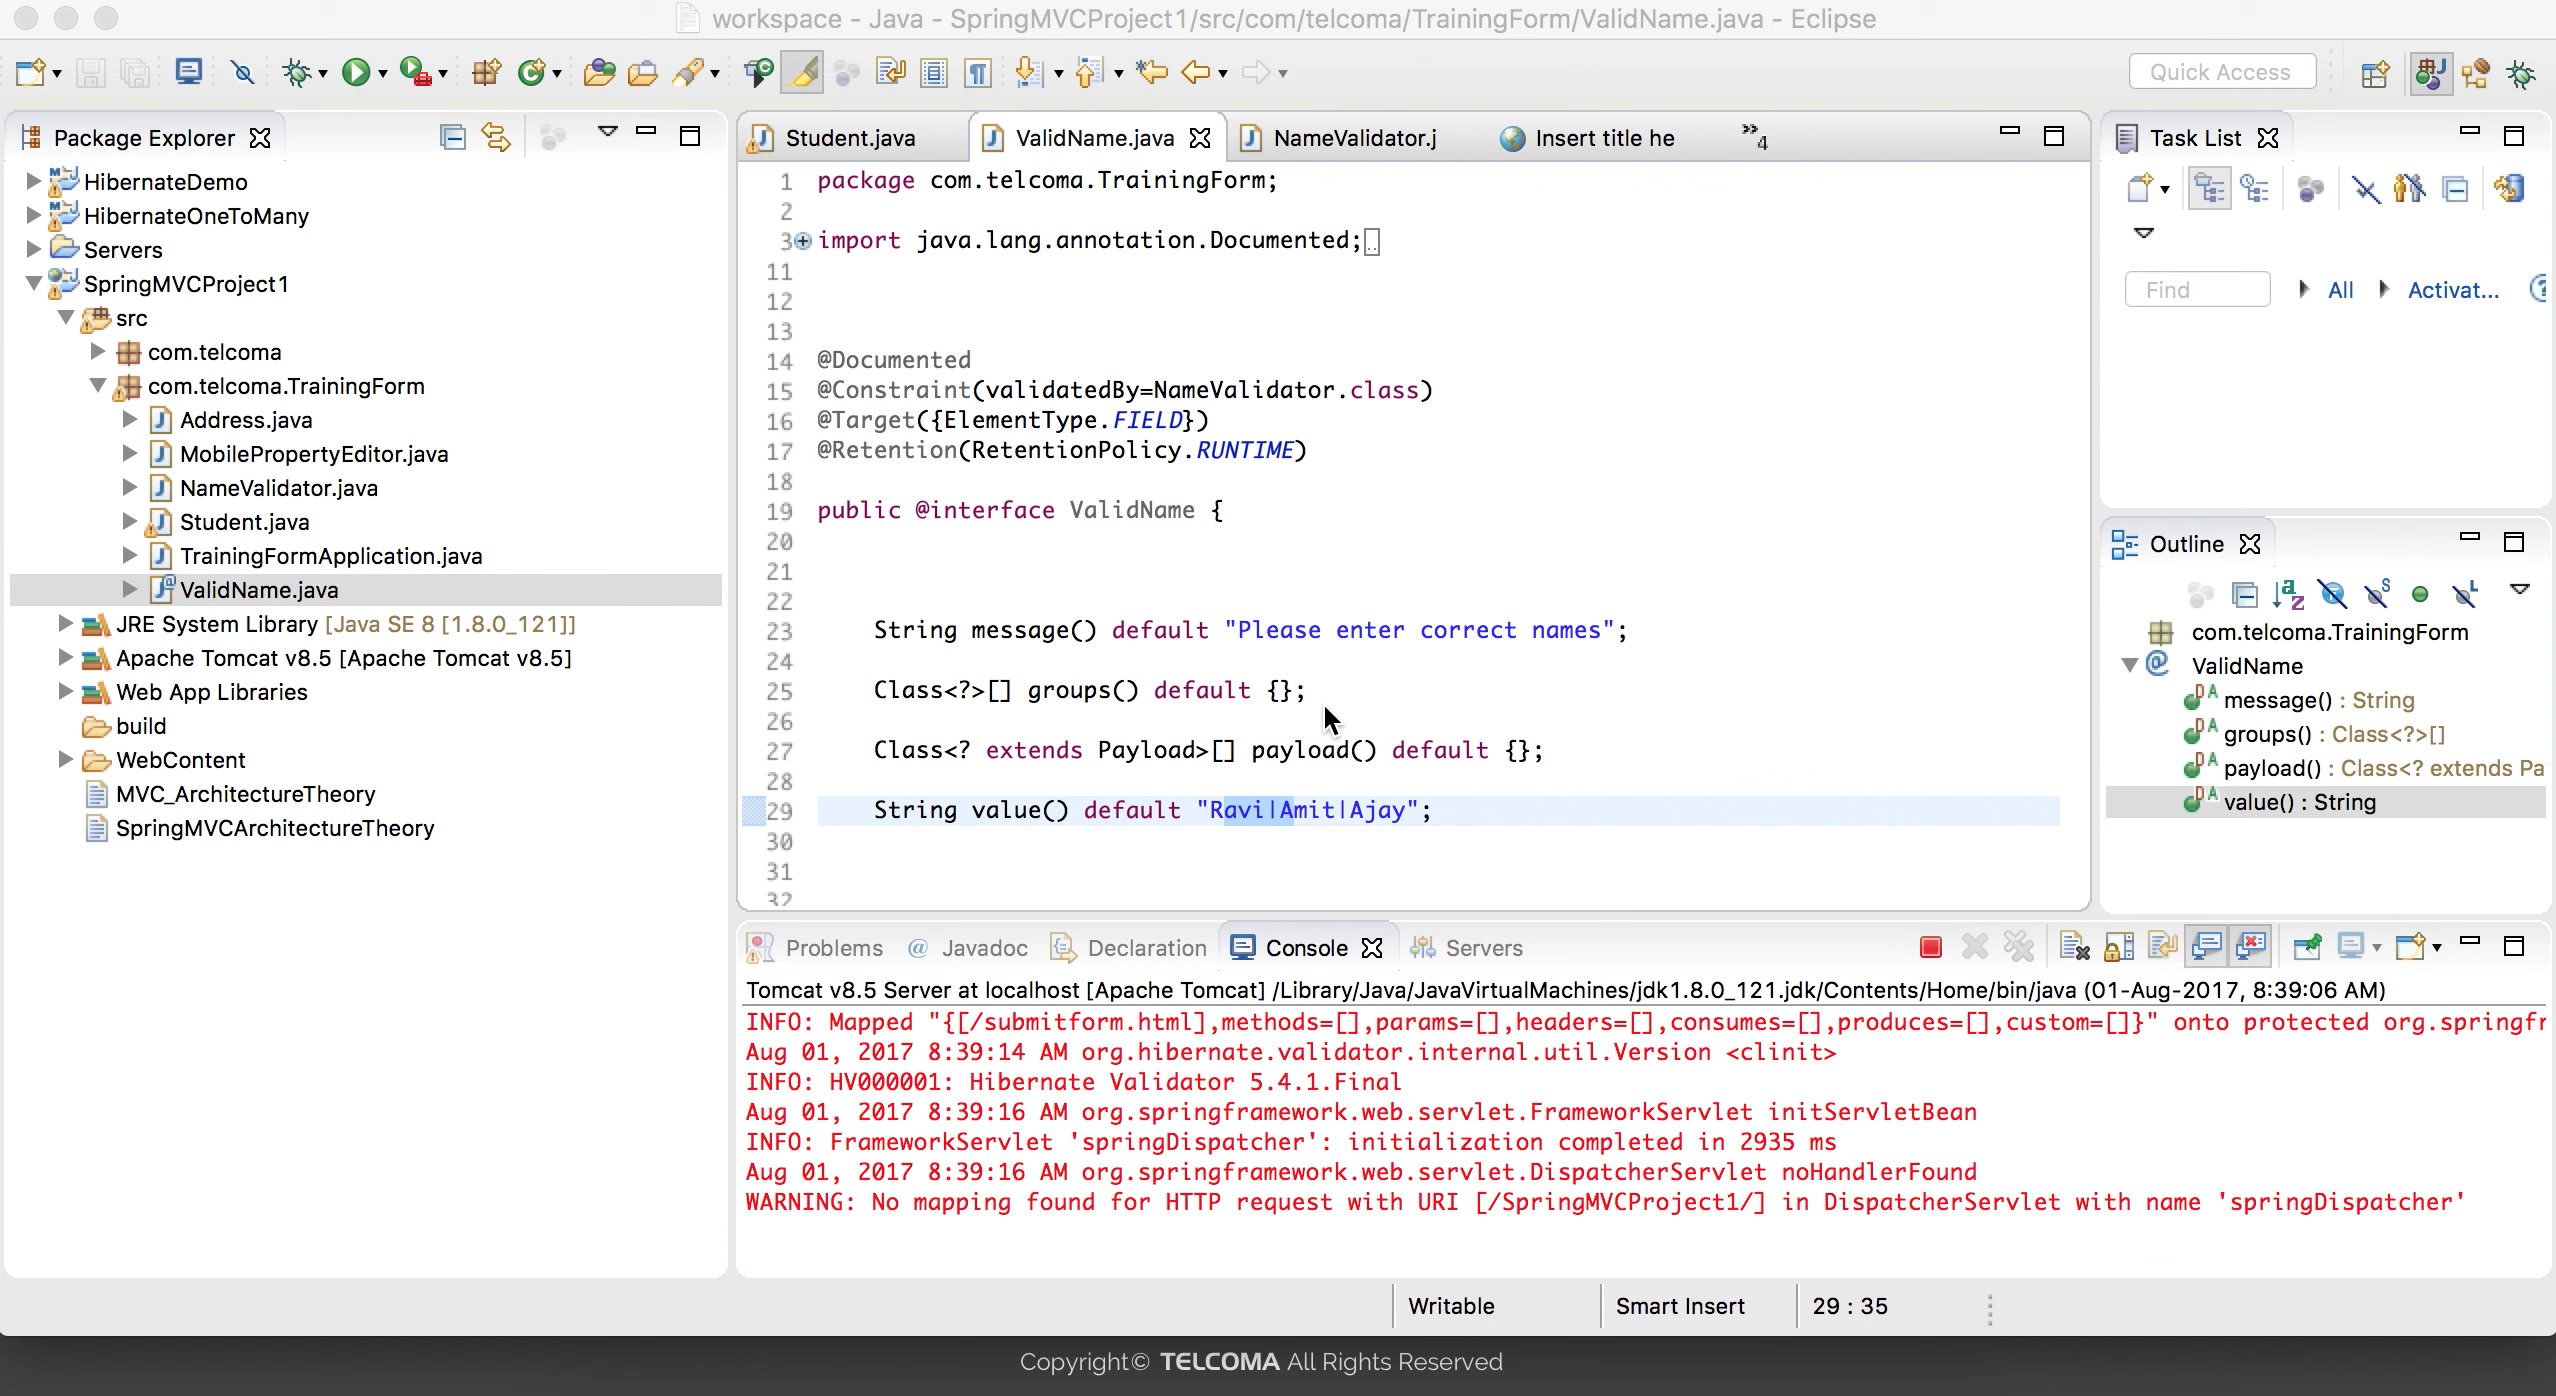 workspace - Java - SpringMVCProject1/src/com/telcoma/TrainingForm/ValidName.java - Eclipse
Quick Access
Package Explorer
HibernateDemo
HibernateOneToMany
Servers
SpringMVCProject1
src
com.telcoma
com.telcoma.TrainingForm
Address.java
MobilePropertyEditor.java
NameValidator.java
Student.java
TrainingFormApplication.java
ValidName.java
JRE System Library [Java SE 8 [1.8.0_121]]
Apache Tomcat v8.5 [Apache Tomcat v8.5]
Web App Libraries
build
WebContent
MVC_ArchitectureTheory
SpringMVCArchitectureTheory
Student.java ValidName.java NameValidator.j Insert title he »4
1 package com.telcoma.TrainingForm;
2
3 import java.lang.annotation.Documented;
11
12
13
14 @Documented
15 @Constraint(validatedBy=NameValidator.class)
16 @Target({ElementType.FIELD})
17 @Retention(RetentionPolicy.RUNTIME)
18
19 public @interface ValidName {
20
21
22
23 String message() default "Please enter correct names";
24
25 Class<?>[] groups() default {};
26
27 Class<? extends Payload>[] payload() default {};
28
29 String value() default "Ravi|Amit|Ajay";
30
31
32
Task List
Find All Activat...
Outline
com.telcoma.TrainingForm
ValidName
message() : String
groups() : Class<?>[]
payload() : Class<? extends Pa
value() : String
Problems Javadoc Declaration Console Servers
Tomcat v8.5 Server at localhost [Apache Tomcat] /Library/Java/JavaVirtualMachines/jdk1.8.0_121.jdk/Contents/Home/bin/java (01-Aug-2017, 8:39:06 AM)
INFO: Mapped "{[/submitform.html],methods=[],params=[],headers=[],consumes=[],produces=[],custom=[]}" onto protected org.springfr
Aug 01, 2017 8:39:14 AM org.hibernate.validator.internal.util.Version <clinit>
INFO: HV000001: Hibernate Validator 5.4.1.Final
Aug 01, 2017 8:39:16 AM org.springframework.web.servlet.FrameworkServlet initServletBean
INFO: FrameworkServlet 'springDispatcher': initialization completed in 2935 ms
Aug 01, 2017 8:39:16 AM org.springframework.web.servlet.DispatcherServlet noHandlerFound
WARNING: No mapping found for HTTP request with URI [/SpringMVCProject1/] in DispatcherServlet with name 'springDispatcher'
Writable Smart Insert 29 : 35
Copyright© TELCOMA All Rights Reserved